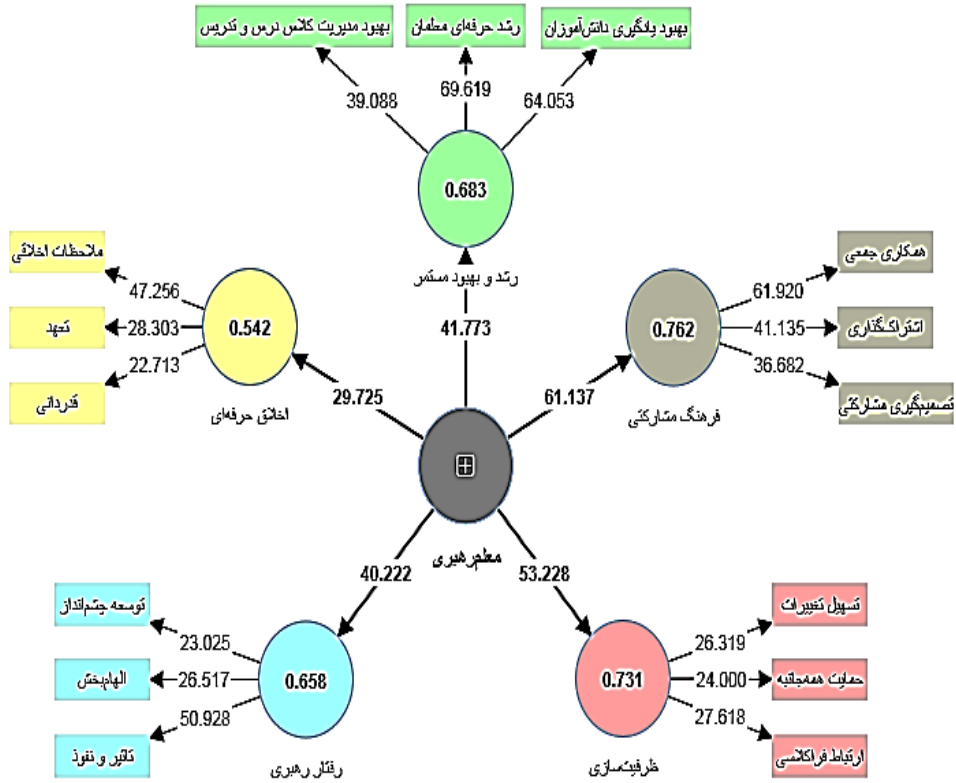 بهبود مدیریت کلاس درس و تدریس
رشد حرفه‌ای معلمان
بهبود یادگیری دانش‌آموزان
39.088
69.619
64.053
0.683
رشد و بهبود مستمر
41.773
ملاحظات اخلاقی
تعهد
قدردانی
47.256
28.303
22.713
0.542
اخلاق حرفه‌ای
29.725
همکاری جمعی
اشتراک‌گذاری
تصمیم‌گیری مشارکتی
61.920
41.135
36.682
0.762
فرهنگ مشارکتی
61.137
معلم‌رهبری
40.222
53.228
توسعه چشم‌انداز
الهام‌بخش
تاثیر و نفوذ
23.025
26.517
50.928
0.658
رفتار رهبری
تسهیل تغییرات
حمایت همه‌جانبه
ارتباط فراکلاسی
26.319
24.000
27.618
0.731
ظرفیت‌سازی